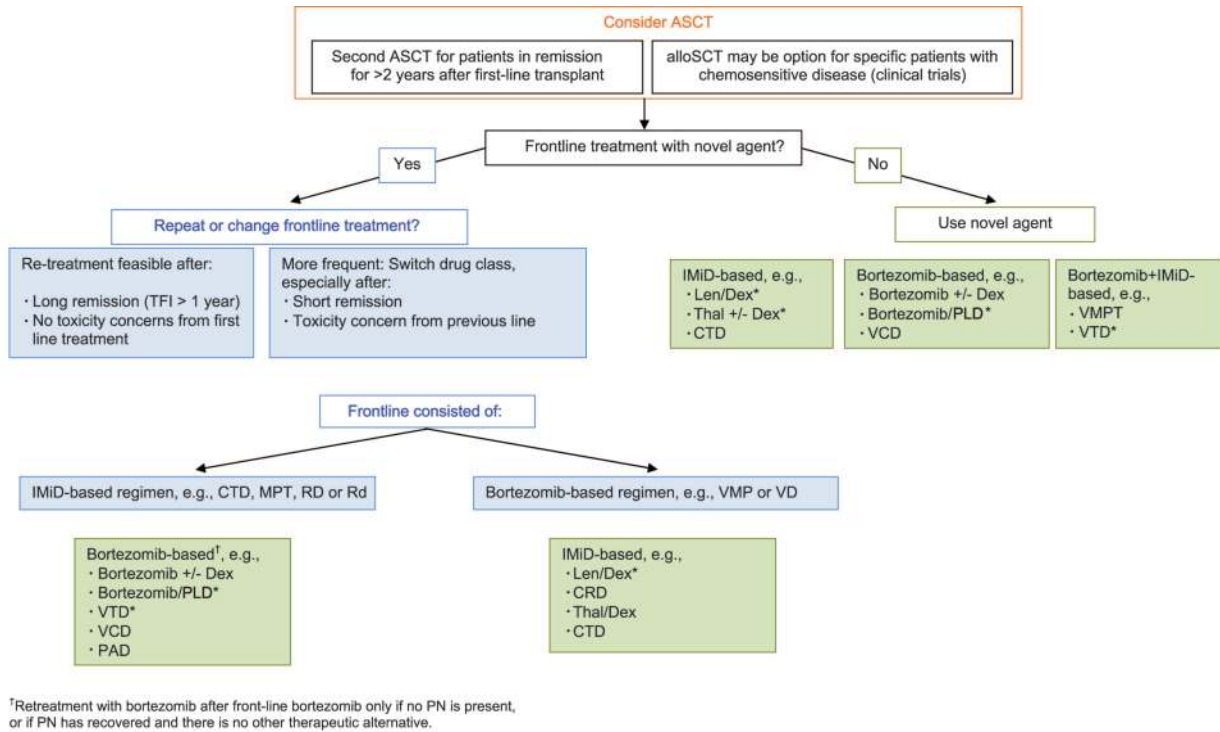 Consider ASCT
Second ASCT for patients in remission
for >2 years after first-line transplant
alloSCT may be option for specific patients with
chemosensitive disease (clinical trials)
Frontline treatment with novel agent?
Yes
No
Repeat or change frontline treatment?
Use novel agent
Re-treatment feasible after:
· Long remission (TFI > 1 year)
· No toxicity concerns from first
line treatment
More frequent: Switch drug class,
especially after:
· Short remission
· Toxicity concern from previous line
IMiD-based, e.g.,
· Len/Dex*
· Thal +/- Dex*
· CTD
Bortezomib-based, e.g.,
· Bortezomib +/- Dex
· Bortezomib/PLD*
· VCD
Bortezomib+IMiD-
based, e.g.,
· VMPT
· VTD*
Frontline consisted of:
IMiD-based regimen, e.g., CTD, MPT, RD or Rd
Bortezomib-based regimen, e.g., VMP or VD
Bortezomib-based†, e.g.,
· Bortezomib +/- Dex
· Bortezomib/PLD*
· VTD*
· VCD
· PAD
IMiD-based, e.g.,
· Len/Dex*
· CRD
· Thal/Dex
· CTD
†Retreatment with bortezomib after front-line bortezomib only if no PN is present,
or if PN has recovered and there is no other therapeutic alternative.